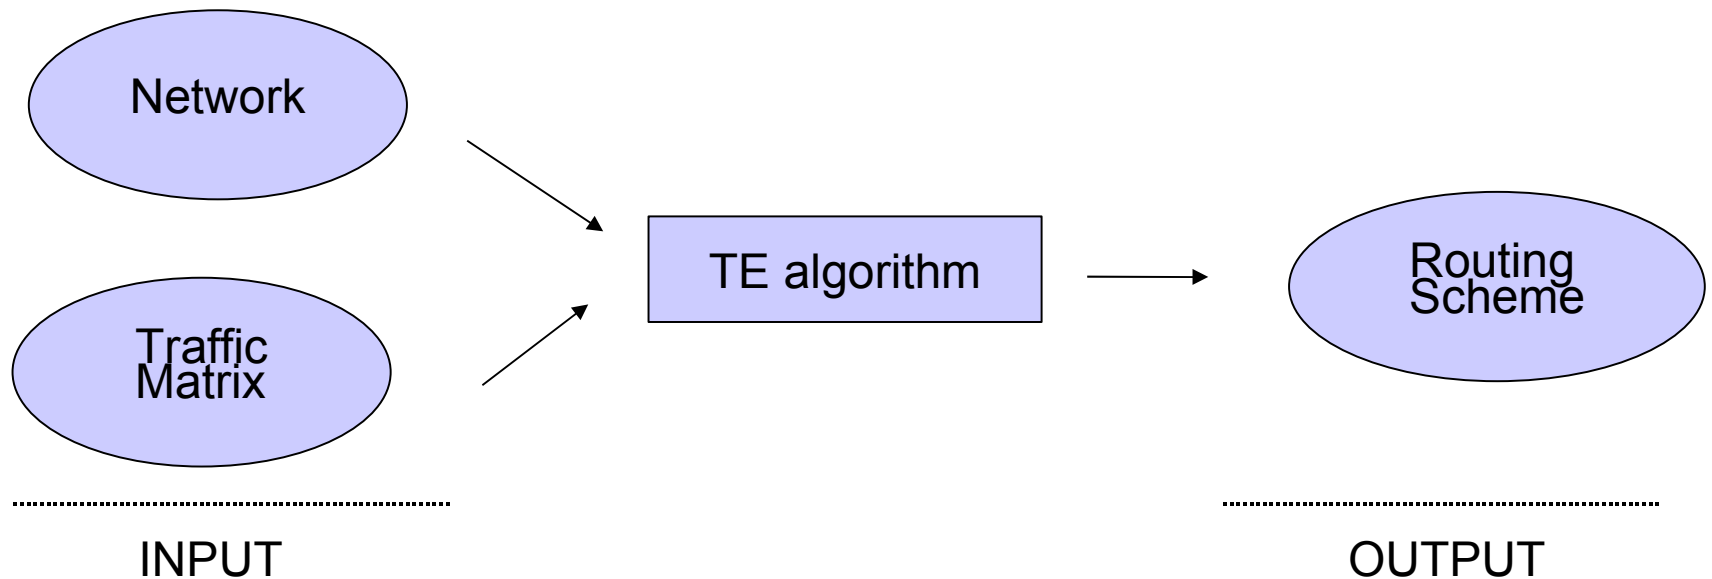 Network
Traffic
Matrix
TE algorithm
Routing
Scheme
INPUT
OUTPUT